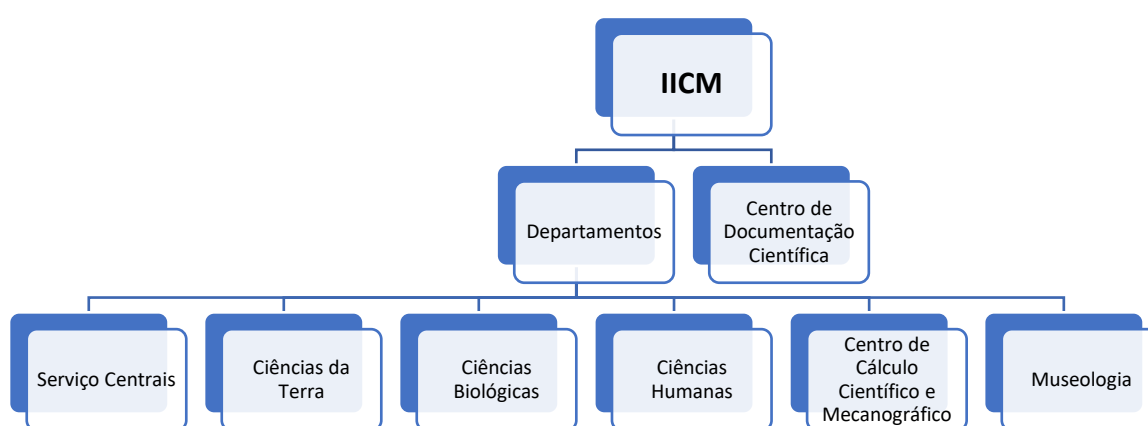 IICM
Departamentos
Centro de
Documentação
Científica
Serviço Centrais
Ciências da
Terra
Ciências
Biológicas
Ciências
Humanas
Centro de
Cálculo
Científico e
Mecanográfico
Museologia